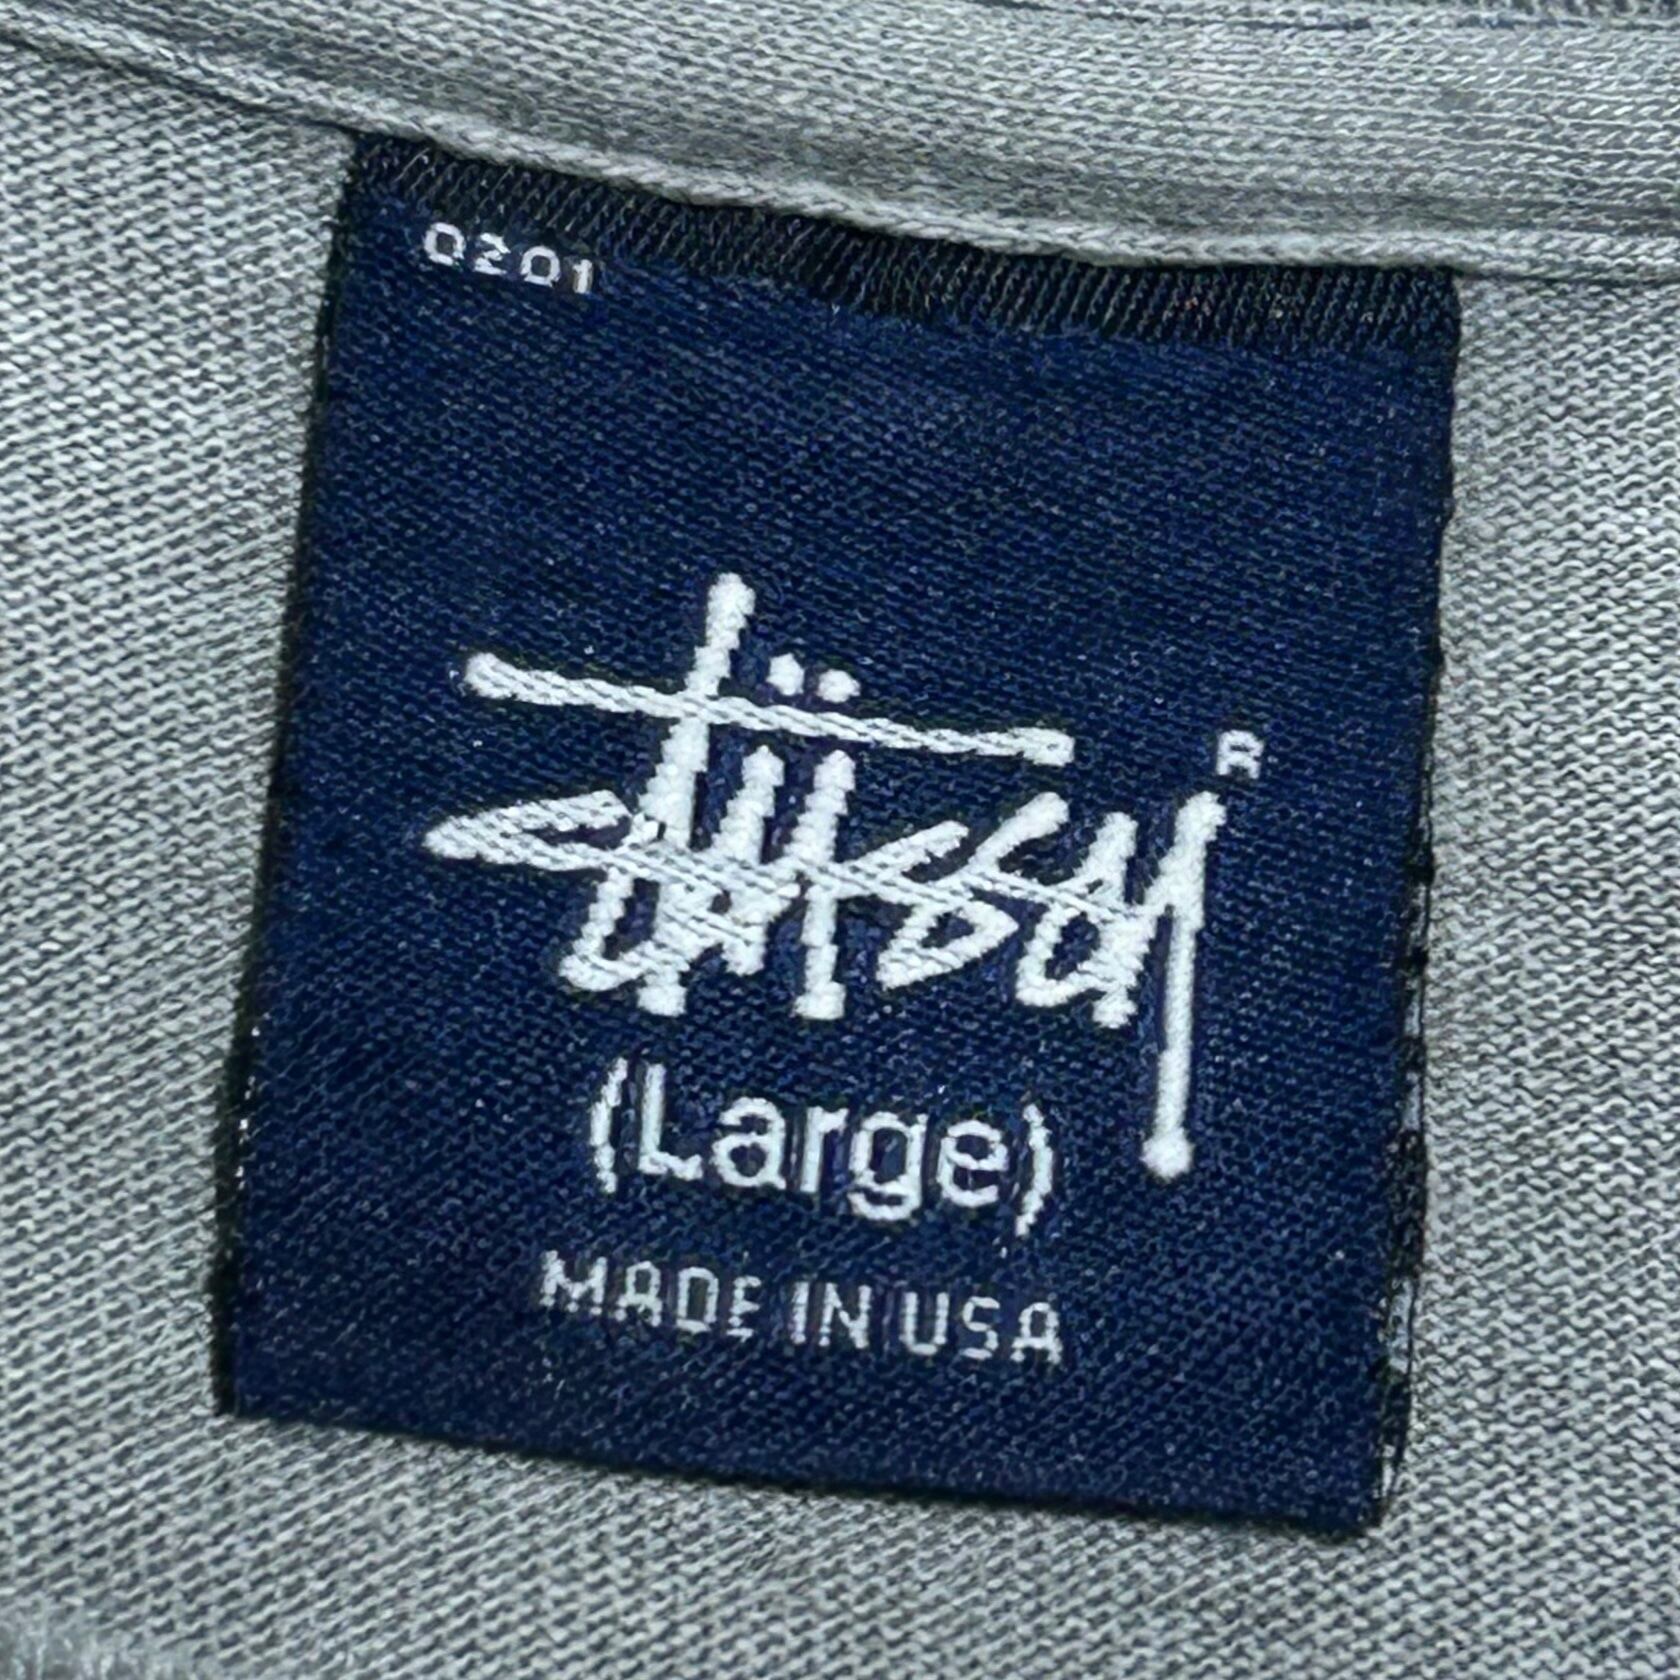 0201
Stüssy
R
(Large)
MADE IN USA